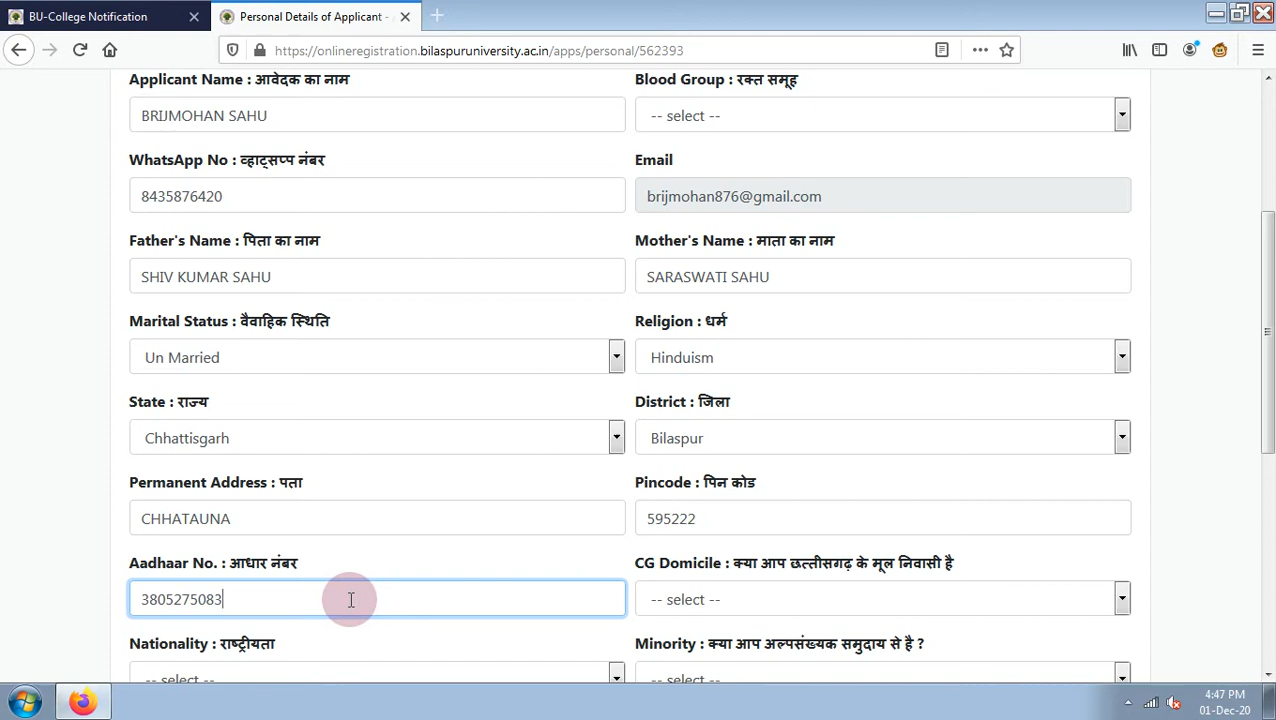 BU-College Notification
Personal Details of Applicant -
https://onlineregistration.bilaspuruniversity.ac.in/apps/personal/562393
Applicant Name : आवेदक का नाम
Blood Group : रक्त समूह
BRIJMOHAN SAHU
-- select --
WhatsApp No : व्हाट्सप्प नंबर
Email
8435876420
brijmohan876@gmail.com
Father's Name : पिता का नाम
Mother's Name : माता का नाम
SHIV KUMAR SAHU
SARASWATI SAHU
Marital Status : वैवाहिक स्थिति
Religion : धर्म
Un Married
Hinduism
State : राज्य
District : जिला
Chhattisgarh
Bilaspur
Permanent Address : पता
Pincode : पिन कोड
CHHATAUNA
595222
Aadhaar No. : आधार नंबर
CG Domicile : क्या आप छत्तीसगढ़ के मूल निवासी है
3805275083
-- select --
Nationality : राष्ट्रीयता
Minority : क्या आप अल्पसंख्यक समुदाय से है ?
-- select --
-- select --
4:47 PM
01-Dec-20